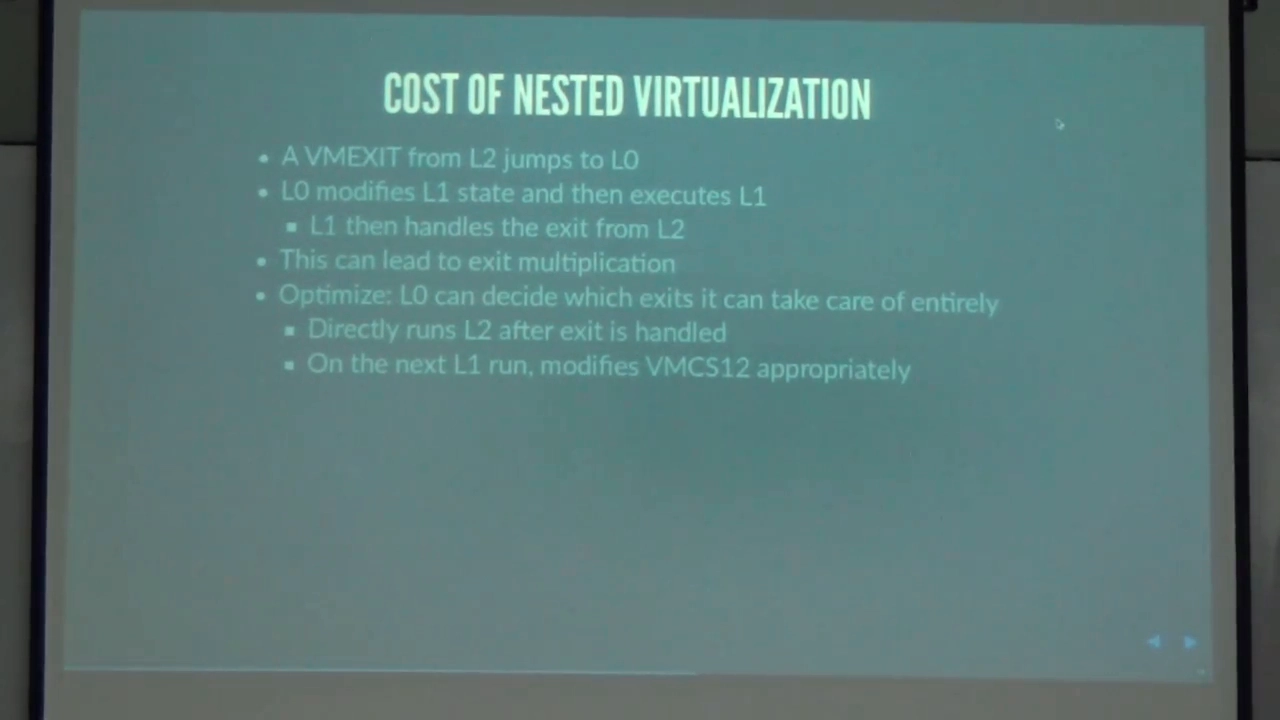 COST OF NESTED VIRTUALIZATION
• A VMEXIT from L2 jumps to L0
• L0 modifies L1 state and then executes L1
▪ L1 then handles the exit from L2
• This can lead to exit multiplication
• Optimize: L0 can decide which exits it can take care of entirely
▪ Directly runs L2 after exit is handled
▪ On the next L1 run, modifies VMCS12 appropriately